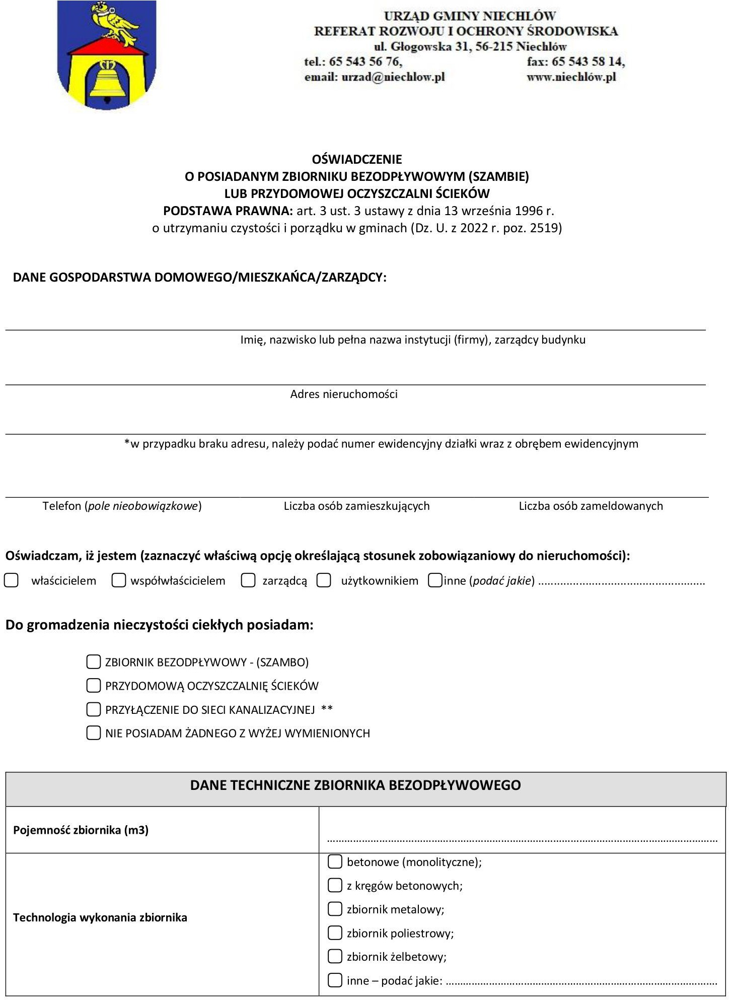 URZĄD GMINY NIECHLÓW
REFERAT ROZWOJU I OCHRONY ŚRODOWISKA
ul. Głogowska 31, 56-215 Niechlów
tel.: 65 543 56 76, fax: 65 543 58 14,
email: urzad@niechlow.pl www.niechlów.pl
OŚWIADCZENIE
O POSIADANYM ZBIORNIKU BEZODPŁYWOWYM (SZAMBIE)
LUB PRZYDOMOWEJ OCZYSZCZALNI ŚCIEKÓW
PODSTAWA PRAWNA: art. 3 ust. 3 ustawy z dnia 13 września 1996 r.
o utrzymaniu czystości i porządku w gminach (Dz. U. z 2022 r. poz. 2519)
DANE GOSPODARSTWA DOMOWEGO/MIESZKAŃCA/ZARZĄDCY:
Imię, nazwisko lub pełna nazwa instytucji (firmy), zarządcy budynku
Adres nieruchomości
*w przypadku braku adresu, należy podać numer ewidencyjny działki wraz z obrębem ewidencyjnym
Telefon (pole nieobowiązkowe) Liczba osób zamieszkujących Liczba osób zameldowanych
Oświadczam, iż jestem (zaznaczyć właściwą opcję określającą stosunek zobowiązaniowy do nieruchomości):
właścicielem współwłaścicielem zarządcą użytkownikiem inne (podać jakie) .....................................................
Do gromadzenia nieczystości ciekłych posiadam:
ZBIORNIK BEZODPŁYWOWY - (SZAMBO)
PRZYDOMOWĄ OCZYSZCZALNIĘ ŚCIEKÓW
PRZYŁĄCZENIE DO SIECI KANALIZACYJNEJ **
NIE POSIADAM ŻADNEGO Z WYŻEJ WYMIENIONYCH
DANE TECHNICZNE ZBIORNIKA BEZODPŁYWOWEGO
Pojemność zbiornika (m3) ....................................................................................................
Technologia wykonania zbiornika
betonowe (monolityczne);
z kręgów betonowych;
zbiornik metalowy;
zbiornik poliestrowy;
zbiornik żelbetowy;
inne – podać jakie: ......................................................................